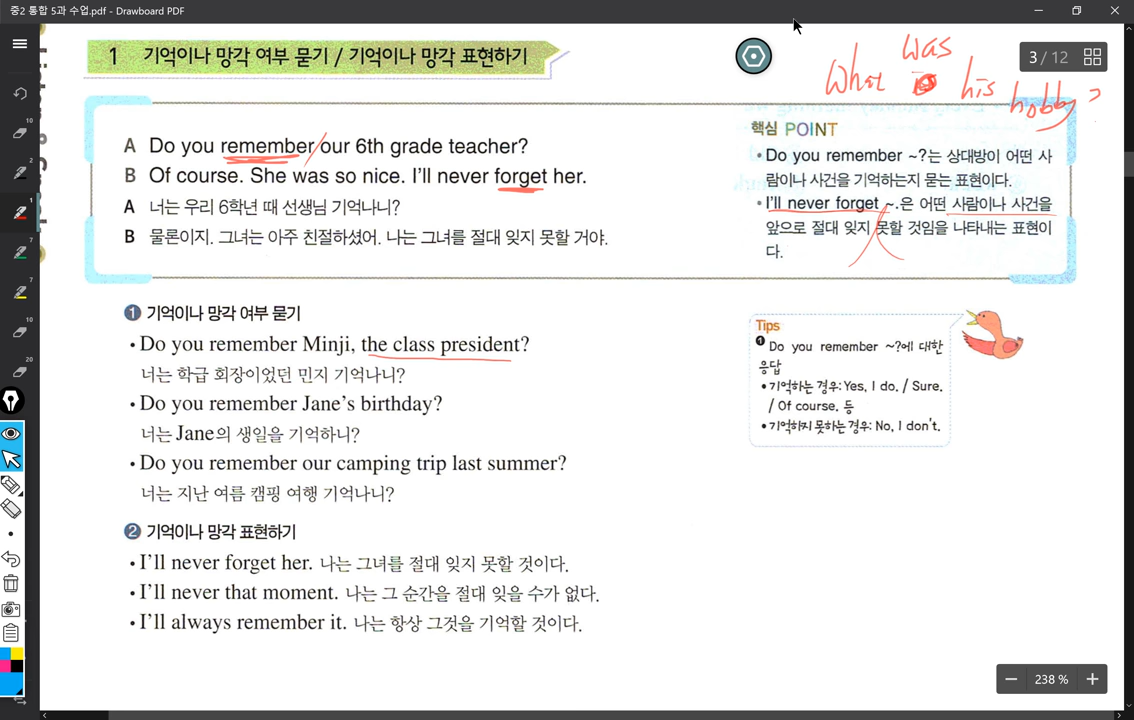 중2 통합 5과 수업.pdf - Drawboard PDF
3 / 12
1 기억이나 망각 여부 묻기 / 기억이나 망각 표현하기
What was his hobby ?
A Do you remember / our 6th grade teacher?
B Of course. She was so nice. I'll never forget her.
A 너는 우리 6학년 때 선생님 기억나니?
B 물론이지. 그녀는 아주 친절하셨어. 나는 그녀를 절대 잊지 못할 거야.
핵심 POINT
• Do you remember ~?는 상대방이 어떤 사
람이나 사건을 기억하는지 묻는 표현이다.
• I'll never forget ~.은 어떤 사람이나 사건을
앞으로 절대 잊지 못할 것임을 나타내는 표현이
다.
1 기억이나 망각 여부 묻기
• Do you remember Minji, the class president?
너는 학급 회장이었던 민지 기억나니?
• Do you remember Jane's birthday?
너는 Jane의 생일을 기억하니?
• Do you remember our camping trip last summer?
너는 지난 여름 캠핑 여행 기억나니?
Tips
1 Do you remember ~?에 대한
응답
• 기억하는 경우: Yes, I do. / Sure.
/ Of course. 등
• 기억하지 못하는 경우: No, I don't.
2 기억이나 망각 표현하기
• I'll never forget her. 나는 그녀를 절대 잊지 못할 것이다.
• I'll never that moment. 나는 그 순간을 절대 잊을 수가 없다.
• I'll always remember it. 나는 항상 그것을 기억할 것이다.
10
2
1
7
7
10
20
238 %